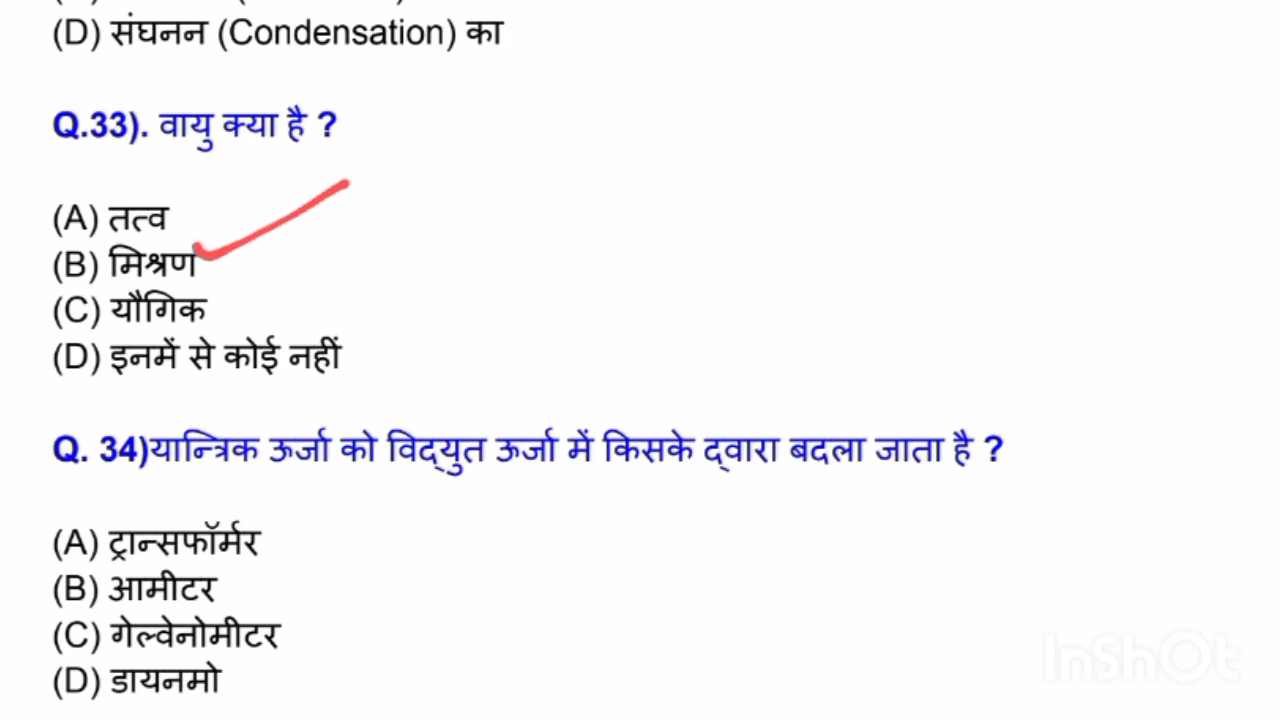 (D) संघनन (Condensation) का
Q.33). वायु क्या है ?
(A) तत्व
(B) मिश्रण
(C) यौगिक
(D) इनमें से कोई नहीं
Q. 34)यान्त्रिक ऊर्जा को विद्युत ऊर्जा में किसके द्वारा बदला जाता है ?
(A) ट्रान्सफॉर्मर
(B) आमीटर
(C) गेल्वेनोमीटर
(D) डायनमो
InShOt